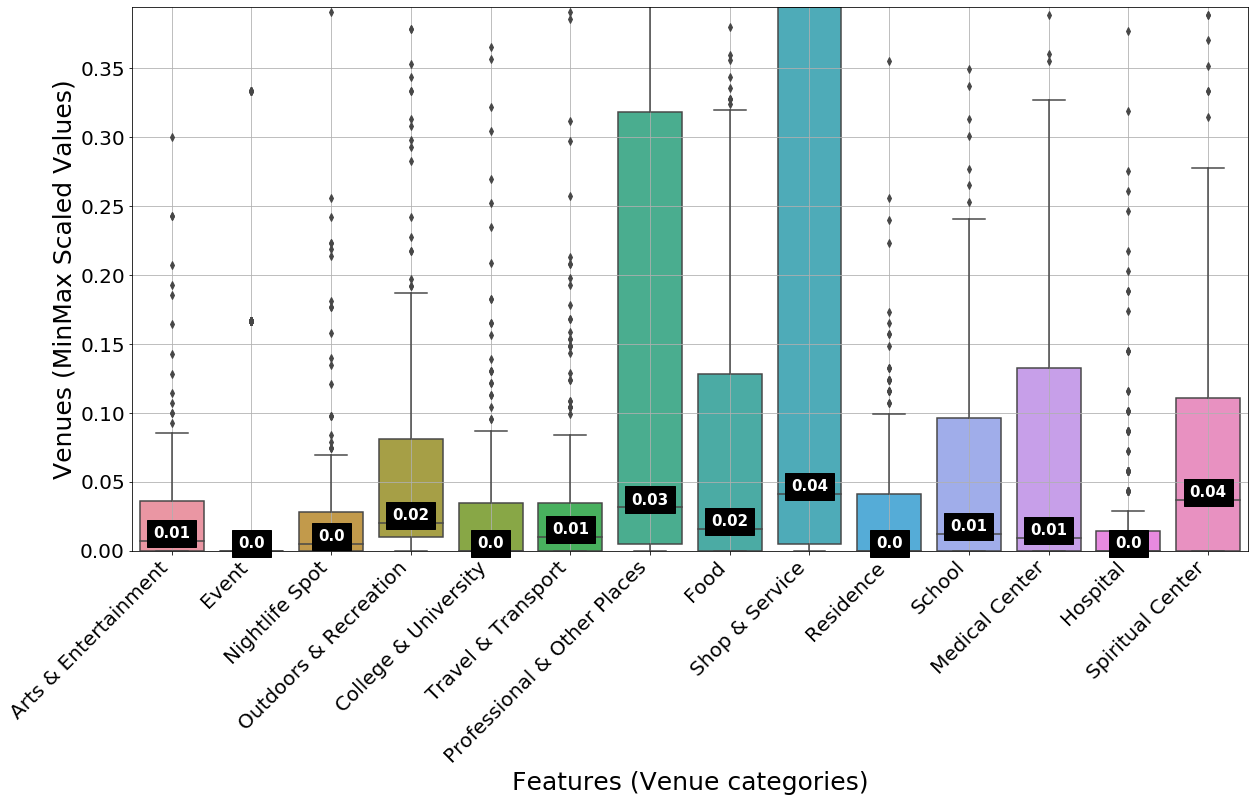 Venues (MinMax Scaled Values)
0.35
0.30
0.25
0.20
0.15
0.10
0.05
0.00
0.01
0.0
0.0
0.02
0.0
0.01
0.03
0.02
0.04
0.0
0.01
0.01
0.0
0.04
Arts & Entertainment
Event
Nightlife Spot
Outdoors & Recreation
College & University
Travel & Transport
Professional & Other Places
Food
Shop & Service
Residence
School
Medical Center
Hospital
Spiritual Center
Features (Venue categories)